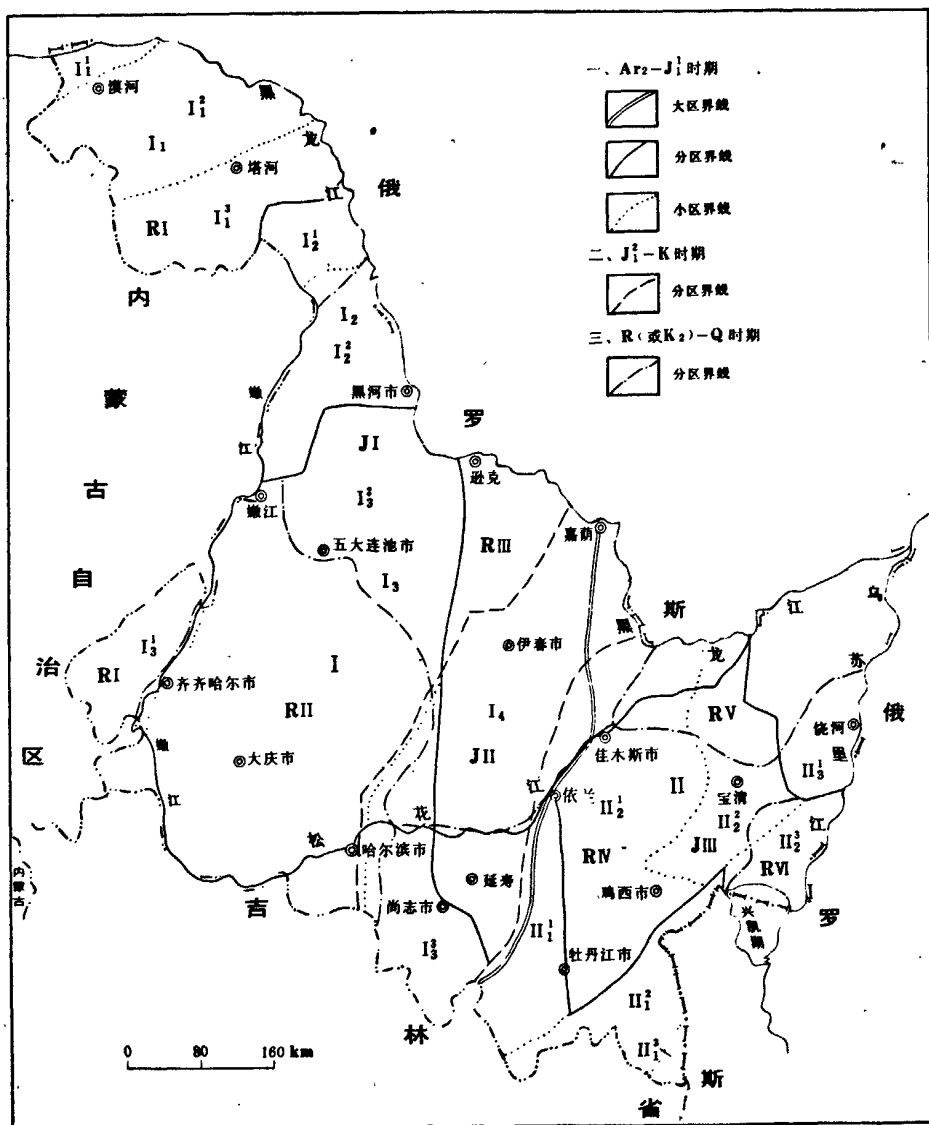 一、Ar₂-J₁¹时期
大区界线
分区界线
小区界线
二、J₁²-K时期
分区界线
三、R(或K₂)-Q时期
分区界线
I₁¹
漠河
I₁²
黑
I₁
龙
塔河
江
俄
RI
I₁³
I₂¹
内
I₂
I₂²
嫩
黑河市
蒙
江
罗
JI
逊克
嫩江
I₃²
古
嘉荫
五大连池市
RIII
乌
自
I₃
斯
江
黑
龙
苏
I₃¹
伊春市
治
RI
齐齐哈尔市
I
RII
I₄
RV
俄
饶河
里
区
嫩
大庆市
JII
佳木斯市
II
II₃¹
江
江
依兰
II₂¹
宝清
II₂²
江
松
花
JIII
II₂³
哈尔滨市
RIV
RVI
内蒙古
吉
延寿
鸡西市
尚志市
兴凯湖
罗
II₁¹
I₃³
牡丹江市
林
II₁²
II₁³
斯
省
0 80 160 km